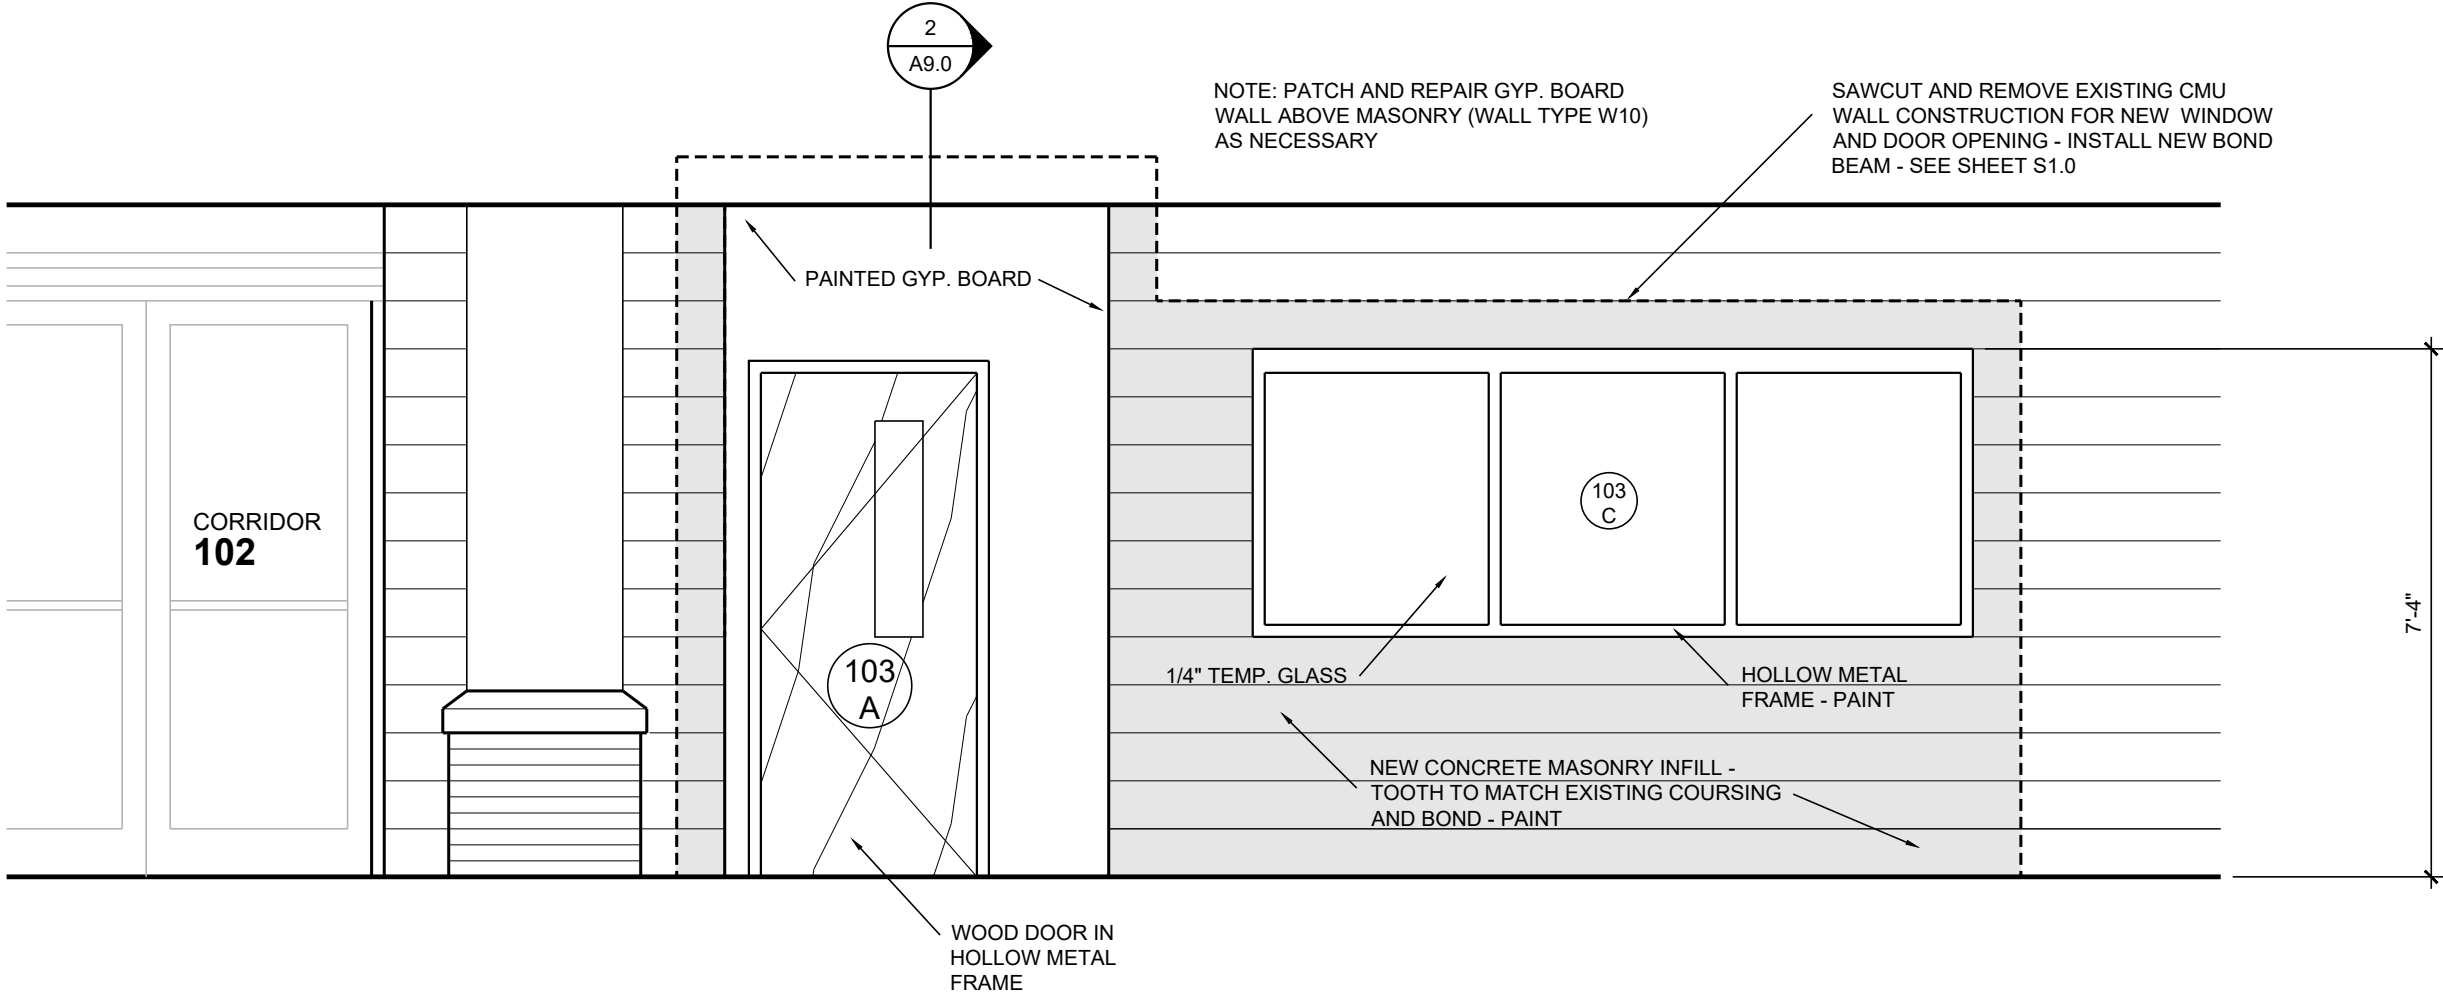 2
A9.0
NOTE: PATCH AND REPAIR GYP. BOARD
WALL ABOVE MASONRY (WALL TYPE W10)
AS NECESSARY
SAWCUT AND REMOVE EXISTING CMU
WALL CONSTRUCTION FOR NEW WINDOW
AND DOOR OPENING - INSTALL NEW BOND
BEAM - SEE SHEET S1.0
PAINTED GYP. BOARD
CORRIDOR
102
103
C
7'-4"
103
A
1/4" TEMP. GLASS
HOLLOW METAL
FRAME - PAINT
NEW CONCRETE MASONRY INFILL -
TOOTH TO MATCH EXISTING COURSING
AND BOND - PAINT
WOOD DOOR IN
HOLLOW METAL
FRAME